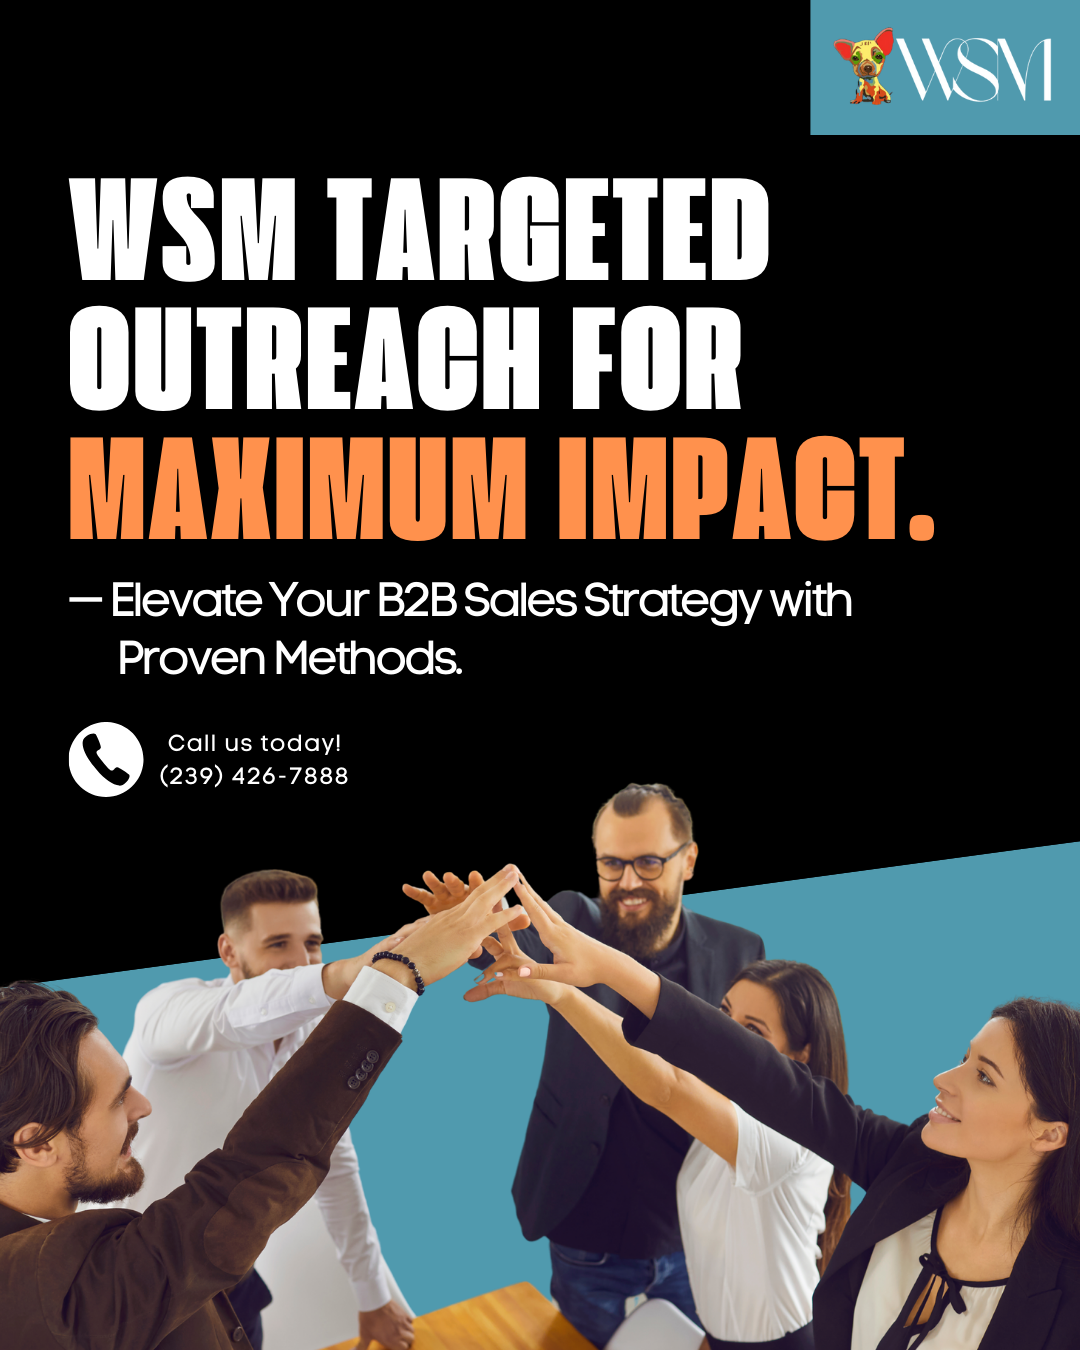 WSM
WSM TARGETED
OUTREACH FOR
MAXIMUM IMPACT.
– Elevate Your B2B Sales Strategy with
Proven Methods.
Call us today!
(239) 426-7888